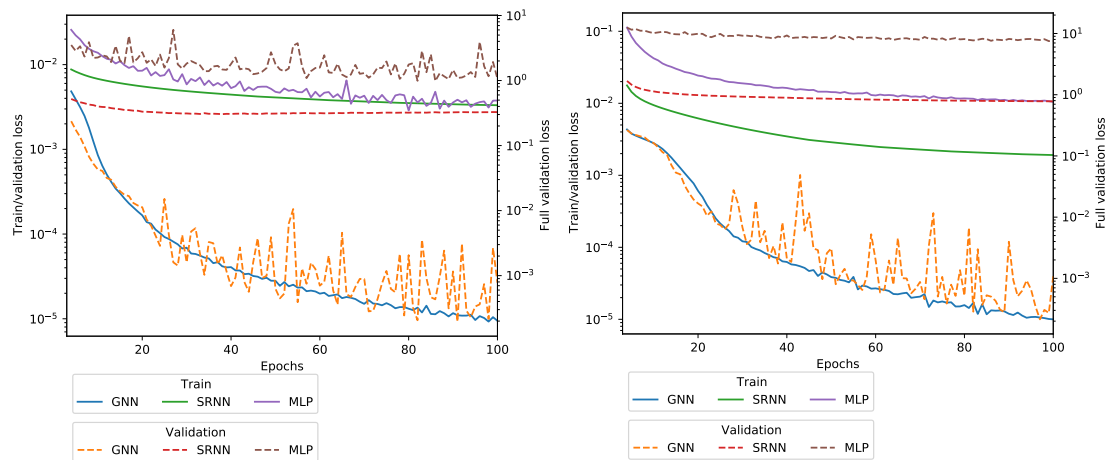 10⁻¹
10⁻²
10⁻³
10⁻⁴
10⁻⁵
Train/validation loss
10¹
10⁰
10⁻¹
10⁻²
10⁻³
Full validation loss
20 40 60 80 100
Epochs
Train
GNN SRNN MLP
Validation
GNN SRNN MLP
10⁻¹
10⁻²
10⁻³
10⁻⁴
10⁻⁵
Train/validation loss
10¹
10⁰
10⁻¹
10⁻²
10⁻³
Full validation loss
20 40 60 80 100
Epochs
Train
GNN SRNN MLP
Validation
GNN SRNN MLP